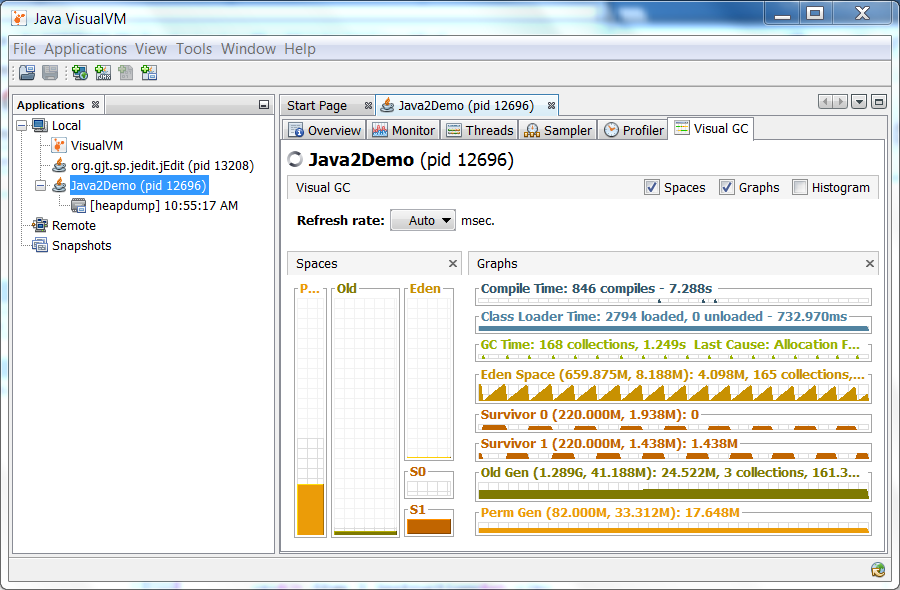 Java VisualVM
File Applications View Tools Window Help
Applications
Local
VisualVM
org.gjt.sp.jedit.jEdit (pid 13208)
Java2Demo (pid 12696)
[heapdump] 10:55:17 AM
Remote
Snapshots
Start Page
Java2Demo (pid 12696)
Overview Monitor Threads Sampler Profiler Visual GC
Java2Demo (pid 12696)
Visual GC Spaces Graphs Histogram
Refresh rate: Auto msec.
Spaces
P... Old Eden
S0
S1
Graphs
Compile Time: 846 compiles - 7.288s
Class Loader Time: 2794 loaded, 0 unloaded - 732.970ms
GC Time: 168 collections, 1.249s Last Cause: Allocation F...
Eden Space (659.875M, 8.188M): 4.098M, 165 collections,...
Survivor 0 (220.000M, 1.938M): 0
Survivor 1 (220.000M, 1.438M): 1.438M
Old Gen (1.289G, 41.188M): 24.522M, 3 collections, 161.3...
Perm Gen (82.000M, 33.312M): 17.648M